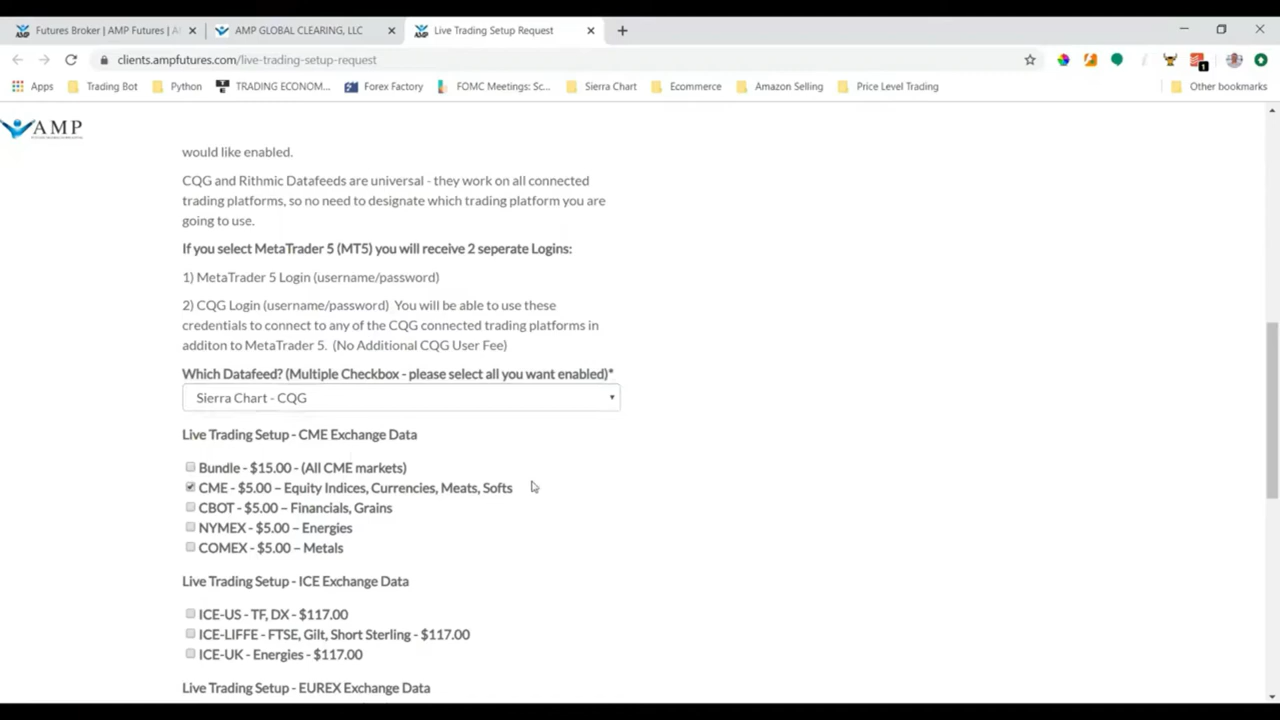 Futures Broker | AMP Futures | A
AMP GLOBAL CLEARING, LLC
Live Trading Setup Request
clients.ampfutures.com/live-trading-setup-request
Apps
Trading Bot
Python
TRADING ECONOM...
Forex Factory
FOMC Meetings: Sc...
Sierra Chart
Ecommerce
Amazon Selling
Price Level Trading
Other bookmarks
AMP
would like enabled.
CQG and Rithmic Datafeeds are universal - they work on all connected
trading platforms, so no need to designate which trading platform you are
going to use.
If you select MetaTrader 5 (MT5) you will receive 2 seperate Logins:
1) MetaTrader 5 Login (username/password)
2) CQG Login (username/password) You will be able to use these
credentials to connect to any of the CQG connected trading platforms in
additon to MetaTrader 5. (No Additional CQG User Fee)
Which Datafeed? (Multiple Checkbox - please select all you want enabled)*
Sierra Chart - CQG
Live Trading Setup - CME Exchange Data
Bundle - $15.00 - (All CME markets)
CME - $5.00 – Equity Indices, Currencies, Meats, Softs
CBOT - $5.00 – Financials, Grains
NYMEX - $5.00 – Energies
COMEX - $5.00 – Metals
Live Trading Setup - ICE Exchange Data
ICE-US - TF, DX - $117.00
ICE-LIFFE - FTSE, Gilt, Short Sterling - $117.00
ICE-UK - Energies - $117.00
Live Trading Setup - EUREX Exchange Data